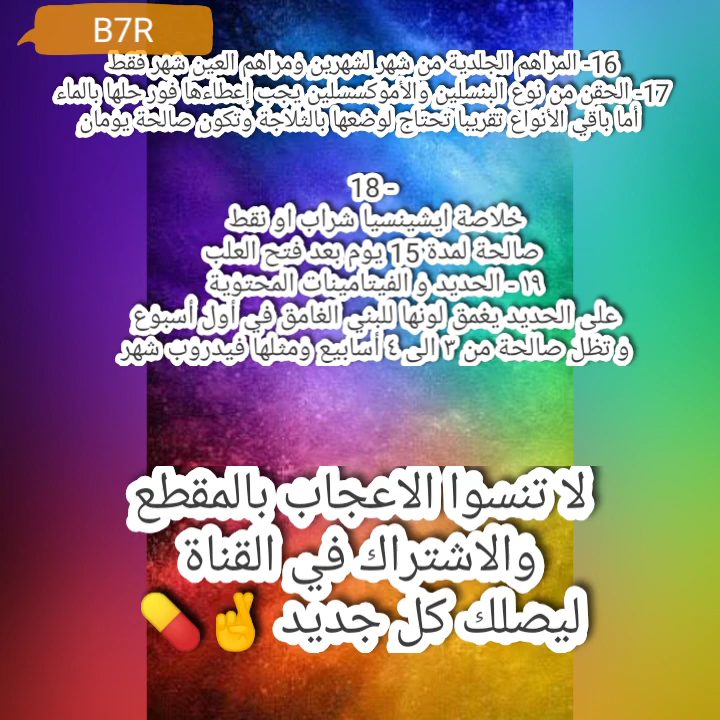 B7R
16- المراهم الجلدية من شهر لشهرين ومراهم العين شهر فقط
17- الحقن من نوع البنسلين والأموكسسلين يجب إعطاءها فور حلها بالماء
أما باقي الأنواع تقريبا تحتاج لوضعها بالثلاجة وتكون صالحة يومان
18 -
خلاصة ايشينسيا شراب او نقط
صالحة لمدة 15 يوم بعد فتح العلب
١٩ - الحديد و الفيتامينات المحتوية
على الحديد يغمق لونها للبني الغامق في أول أسبوع
و تظل صالحة من ٣ الى ٤ أسابيع ومثلها فيدروب شهر
لا تنسوا الاعجاب بالمقطع
والاشتراك في القناة
ليصلك كل جديد 🤞💊